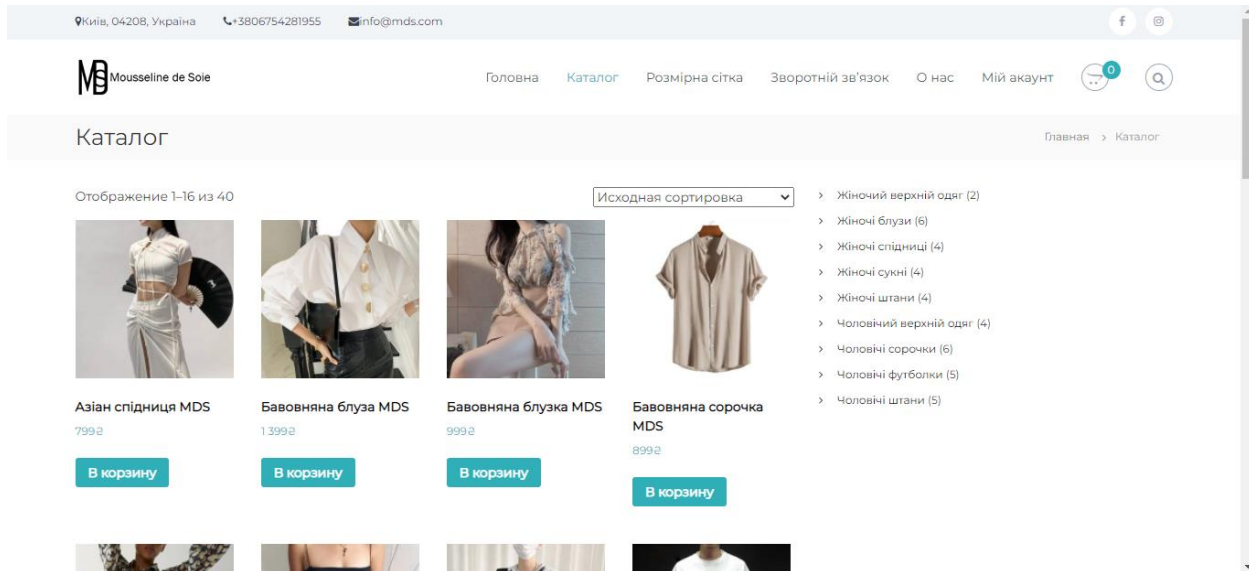 Київ, 04208, Україна +3806754281955 info@mds.com
MDS Mousseline de Soie
Головна Каталог Розмірна сітка Зворотній зв'язок О нас Мій акаунт 0
Каталог
Главная > Каталог
Отображение 1–16 из 40
Исходная сортировка
Азіан спідниця MDS
799₴
В корзину
Бавовняна блуза MDS
1 399₴
В корзину
Бавовняна блузка MDS
999₴
В корзину
Бавовняна сорочка
MDS
899₴
В корзину
> Жіночий верхній одяг (2)
> Жіночі блузи (6)
> Жіночі спідниці (4)
> Жіночі сукні (4)
> Жіночі штани (4)
> Чоловічий верхній одяг (4)
> Чоловічі сорочки (6)
> Чоловічі футболки (5)
> Чоловічі штани (5)